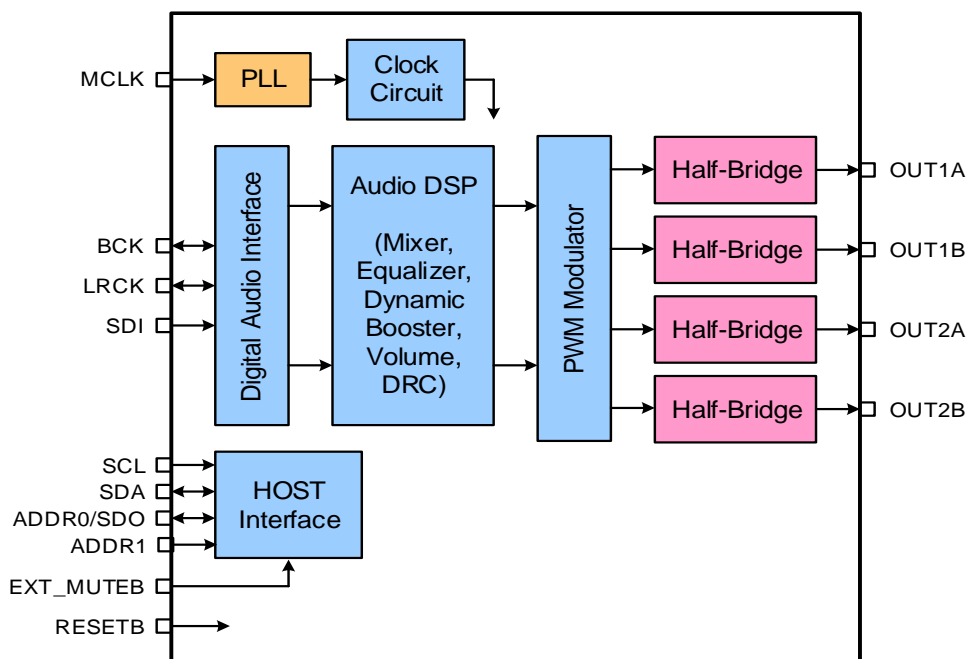 MCLK
PLL
Clock
Circuit
BCK
LRCK
SDI
Digital Audio Interface
Audio DSP
(Mixer,
Equalizer,
Dynamic
Booster,
Volume,
DRC)
PWM Modulator
Half-Bridge
OUT1A
Half-Bridge
OUT1B
Half-Bridge
OUT2A
Half-Bridge
OUT2B
SCL
SDA
ADDR0/SDO
ADDR1
EXT_MUTEB
RESETB
HOST
Interface